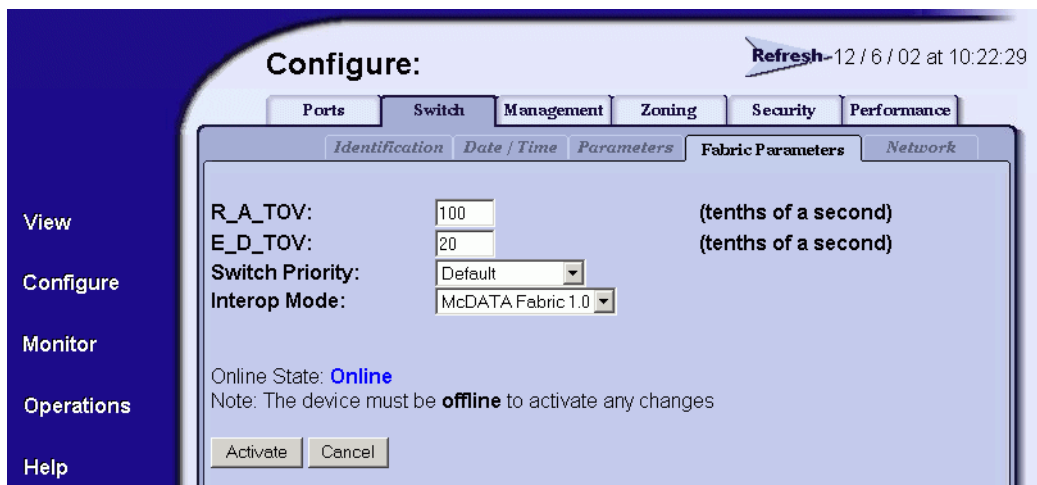 Configure:
Refresh-12 / 6 / 02 at 10:22:29
Ports Switch Management Zoning Security Performance
Identification Date / Time Parameters Fabric Parameters Network
View
Configure
Monitor
Operations
Help
R_A_TOV: 100 (tenths of a second)
E_D_TOV: 20 (tenths of a second)
Switch Priority: Default
Interop Mode: McDATA Fabric 1.0
Online State: Online
Note: The device must be offline to activate any changes
Activate Cancel